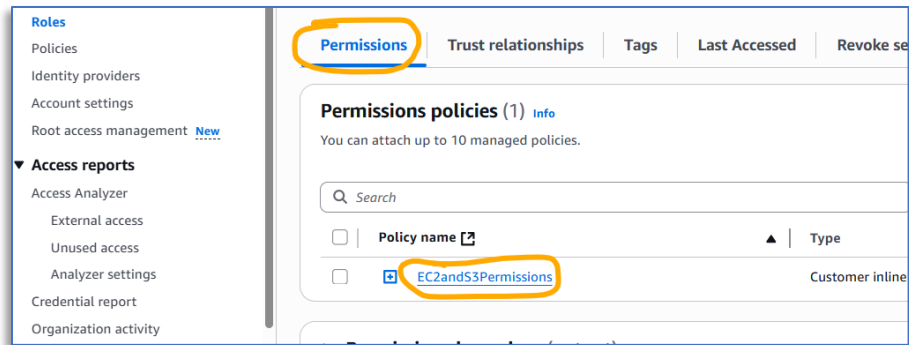 Roles
Policies
Identity providers
Account settings
Root access management New
Access reports
Access Analyzer
External access
Unused access
Analyzer settings
Credential report
Organization activity
Permissions
Trust relationships
Tags
Last Accessed
Revoke se
Permissions policies (1) Info
You can attach up to 10 managed policies.
Search
Policy name
Type
EC2andS3Permissions
Customer inline